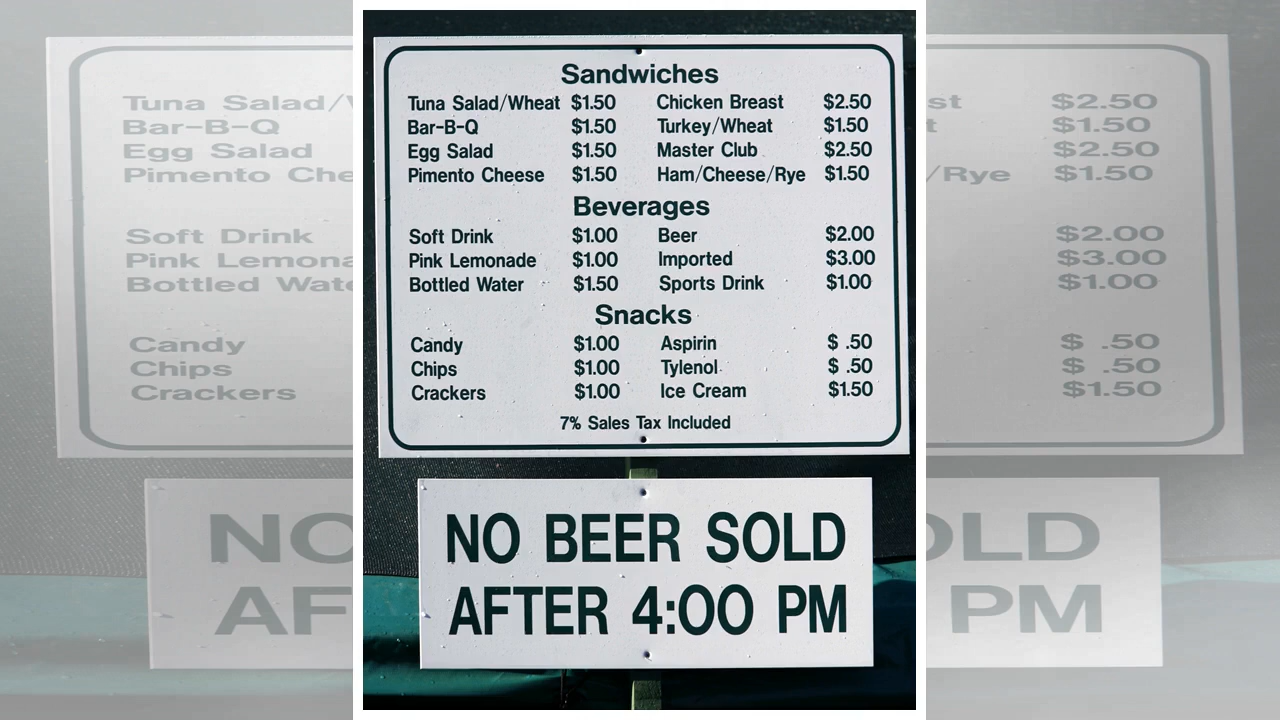 Sandwiches
Tuna Salad/Wheat $1.50 Chicken Breast $2.50
Bar-B-Q $1.50 Turkey/Wheat $1.50
Egg Salad $1.50 Master Club $2.50
Pimento Cheese $1.50 Ham/Cheese/Rye $1.50
Beverages
Soft Drink $1.00 Beer $2.00
Pink Lemonade $1.00 Imported $3.00
Bottled Water $1.50 Sports Drink $1.00
Snacks
Candy $1.00 Aspirin $ .50
Chips $1.00 Tylenol $ .50
Crackers $1.00 Ice Cream $1.50
7% Sales Tax Included
NO BEER SOLD
AFTER 4:00 PM